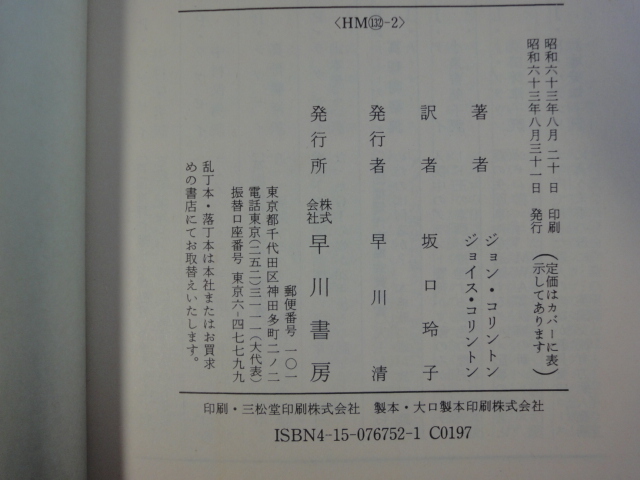 〈HM132-2〉
昭和六十三年八月二十日 印刷
昭和六十三年八月三十一日 発行
（定価はカバーに表示してあります）
著者 ジョン・コリントン
ジョイス・コリントン
訳者 坂口玲子
発行者 早川清
発行所 株式会社 早川書房
郵便番号 一〇一
東京都千代田区神田多町二ノ二
電話東京(二五二)三一一一(大代表)
振替口座番号 東京六-四七七九九
乱丁本・落丁本は本社またはお買求
めの書店にてお取替えいたします。
印刷・三松堂印刷株式会社 製本・大口製本印刷株式会社
ISBN4-15-076752-1 C0197